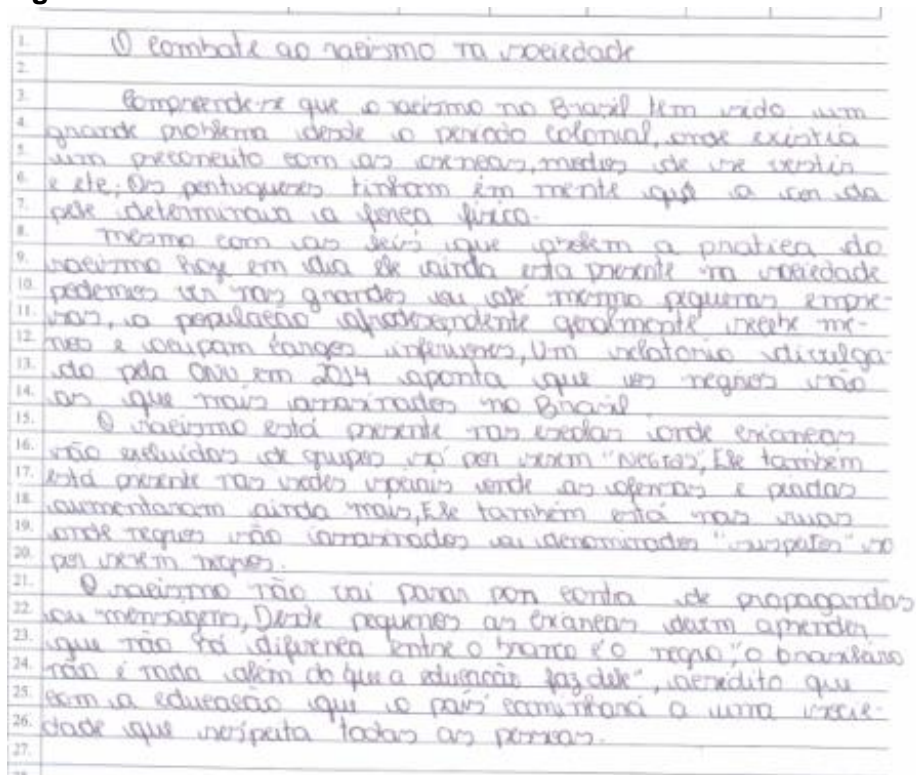 O combate ao racismo na sociedade
Compreende-se que o racismo no Brasil tem sido um
grande problema desde o periodo colonial, onde existia
um preconceito com as crenças, medos de se vestir
e etc; Os portugueses tinham em mente que a cor da
pele determinava a força física.
mesmo com as leis que probem a pratica do
racismo hoje em dia ele ainda esta presente na sociedade
podemos ver nas grandes ou até mesmo pequenas empre-
sas, a população afrodescendente geralmente recebe me-
nos e ocupam cargos inferiores, Um relatorio divulga-
do pela ONU em 2014 aponta que os negros são
os que mais assasinados no Brasil
O racismo está presente nas escolas onde crianças
são excluidas de grupos só por serem "negros", Ele também
está presente nas redes sociais onde as ofensas e piadas
aumentaram ainda mais, Ele também está nas ruas
onde negros são assasinados ou denominados "suspeitos" so
por serem negros.
O racismo não vai parar por conta de propagandas
ou mensagens, Desde pequenos as crianças devem aprender
que não há diferença entre o branco e o negro, "o brasileiro
não é nada além do que a educação faz dele", acredito que
com a educação que o país caminhará a uma socie-
dade que respeita todas as pessoas.